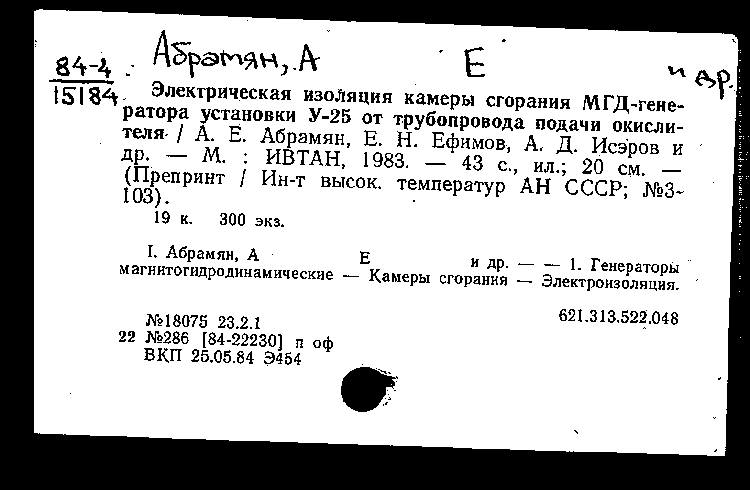 Абрамян, А Е и др.
84-4
15184
Электрическая изоляция камеры сгорания МГД-гене-
ратора установки У-25 от трубопровода подачи окисли-
теля / А. Е. Абрамян, Е. Н. Ефимов, А. Д. Исэров и
др. — М. : ИВТАН, 1983. — 43 с., ил.; 20 см. —
(Препринт / Ин-т высок. температур АН СССР; №3-
103).
19 к. 300 экз.
I. Абрамян, А Е и др. — — 1. Генераторы
магнитогидродинамические — Камеры сгорания — Электроизоляция.
621.313.522.048
№18075 23.2.1
22 №286 [84-22230] п оф
ВКП 25.05.84 Э454